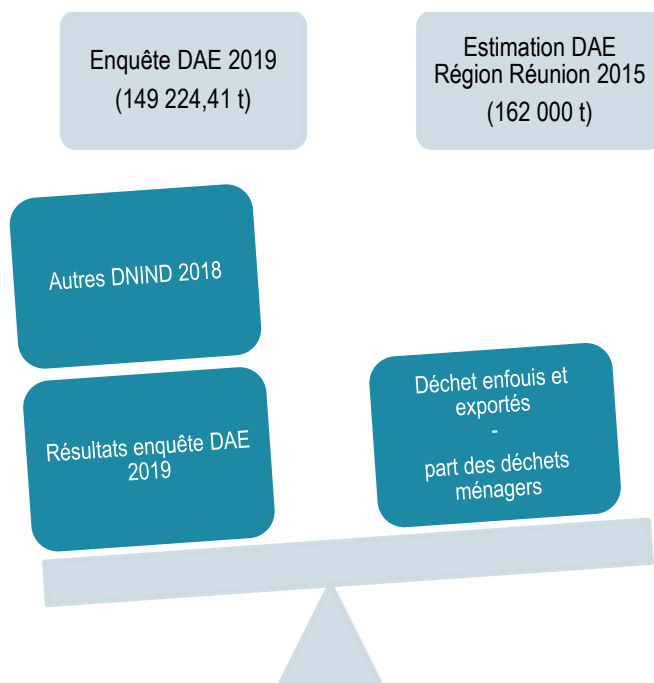 Enquête DAE 2019
(149 224,41 t)
Estimation DAE
Région Réunion 2015
(162 000 t)
Autres DNIND 2018
Résultats enquête DAE
2019
Déchet enfouis et
exportés
-
part des déchets
ménagers